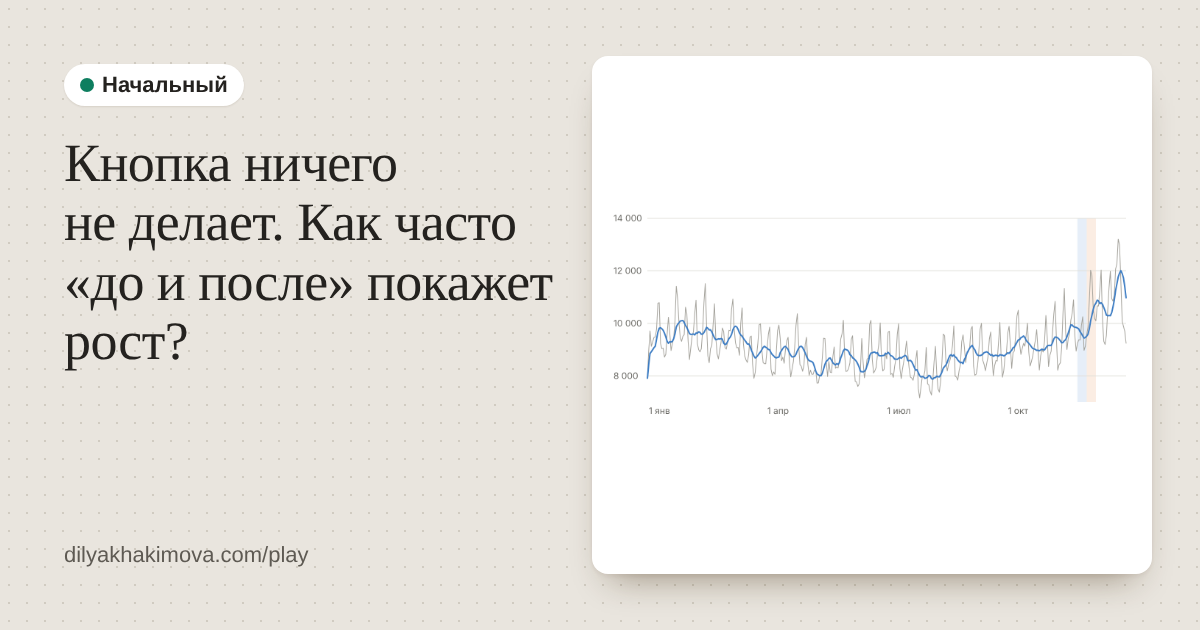 Начальный
Кнопка ничего
не делает. Как часто
«до и после» покажет
рост?
dilyakhakimova.com/play
14 000
12 000
10 000
8 000
1 янв
1 апр
1 июл
1 окт